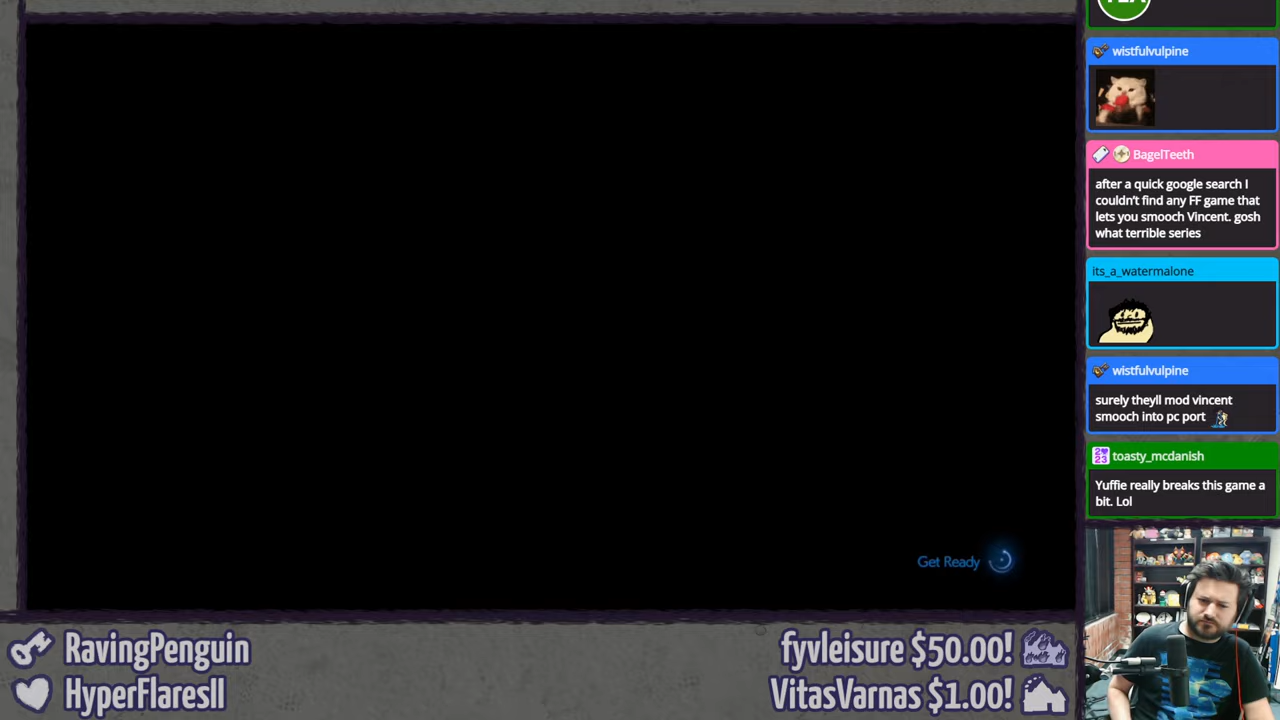 wistfulvulpine
BagelTeeth
after a quick google search I
couldn't find any FF game that
lets you smooch Vincent. gosh
what terrible series
its_a_watermalone
wistfulvulpine
surely theyll mod vincent
smooch into pc port
toasty_mcdanish
Yuffie really breaks this game a
bit. Lol
Get Ready
RavingPenguin
HyperFlaresII
fyvleisure $50.00!
VitasVarnas $1.00!